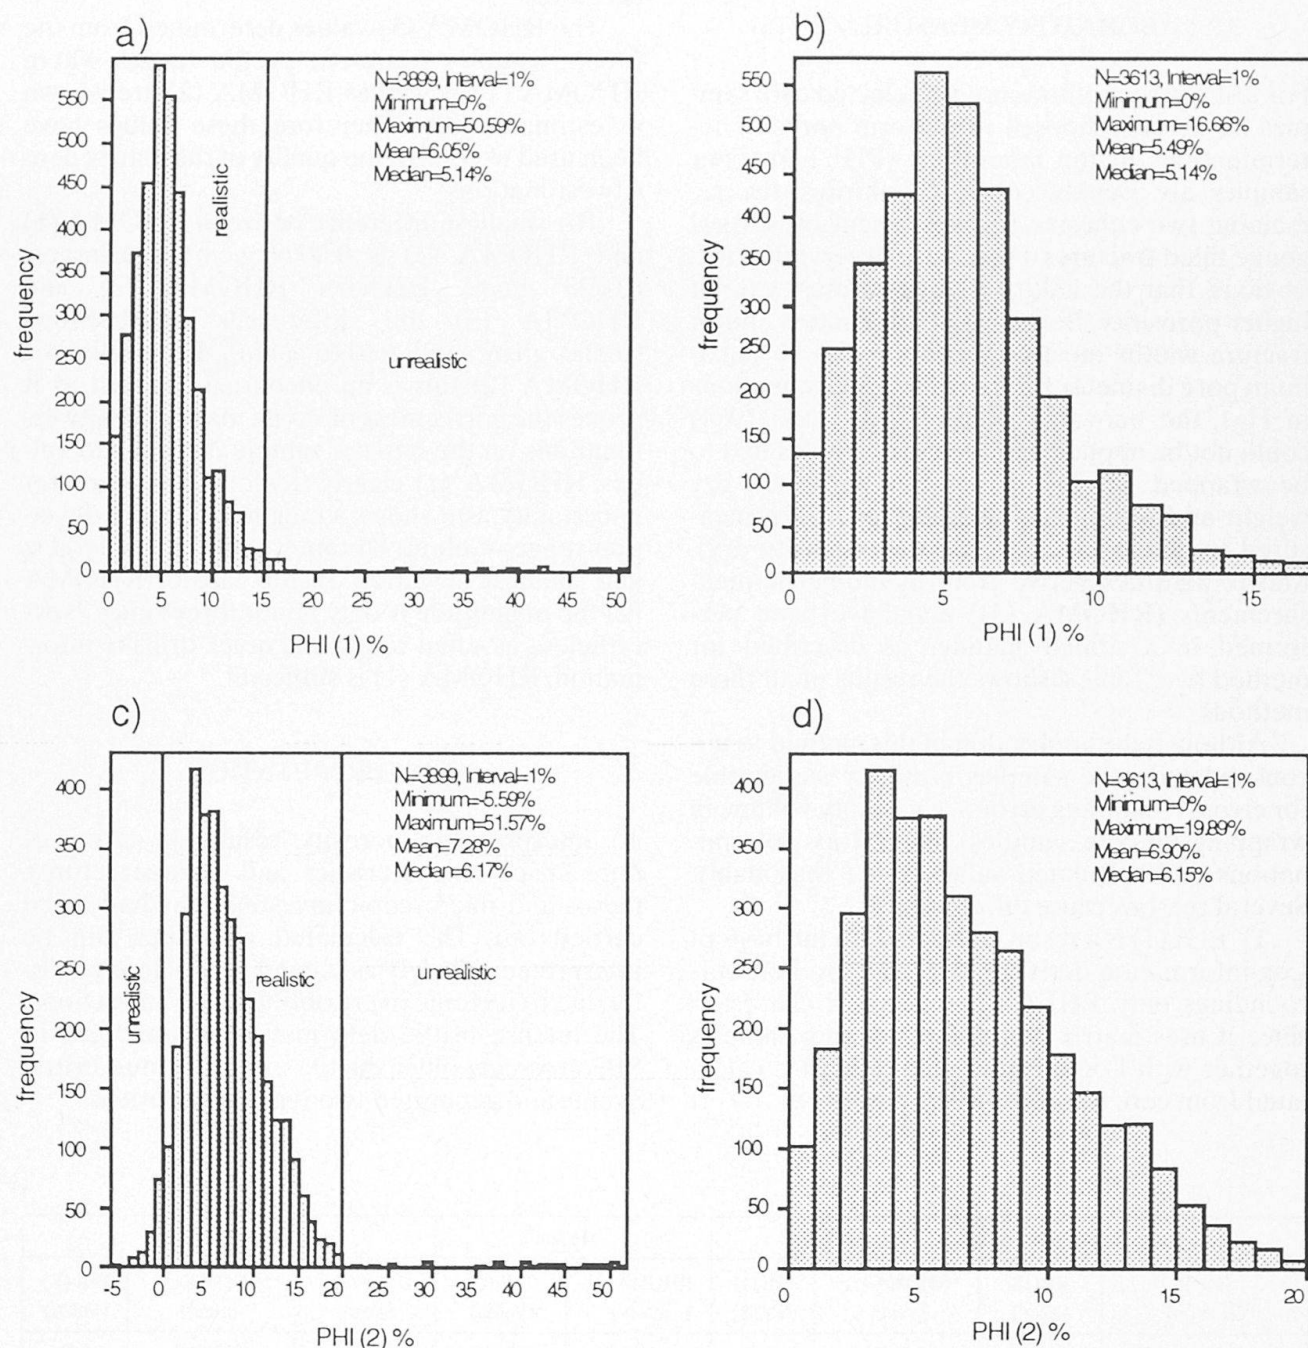 a)
N=3899, Interval=1%
Minimum=0%
Maximum=50.59%
Mean=6.05%
Median=5.14%
realistic
unrealistic
frequency
550
500
450
400
350
300
250
200
150
100
50
0
0 5 10 15 20 25 30 35 40 45 50
PHI (1) %
b)
N=3613, Interval=1%
Minimum=0%
Maximum=16.66%
Mean=5.49%
Median=5.14%
frequency
550
500
450
400
350
300
250
200
150
100
50
0
0 5 10 15
PHI (1) %
c)
N=3899, Interval=1%
Minimum=-5.59%
Maximum=51.57%
Mean=7.28%
Median=6.17%
unrealistic
realistic
unrealistic
frequency
400
350
300
250
200
150
100
50
0
-5 0 5 10 15 20 25 30 35 40 45 50
PHI (2) %
d)
N=3613, Interval=1%
Minimum=0%
Maximum=19.89%
Mean=6.90%
Median=6.15%
frequency
400
350
300
250
200
150
100
50
0
0 5 10 15 20
PHI (2) %